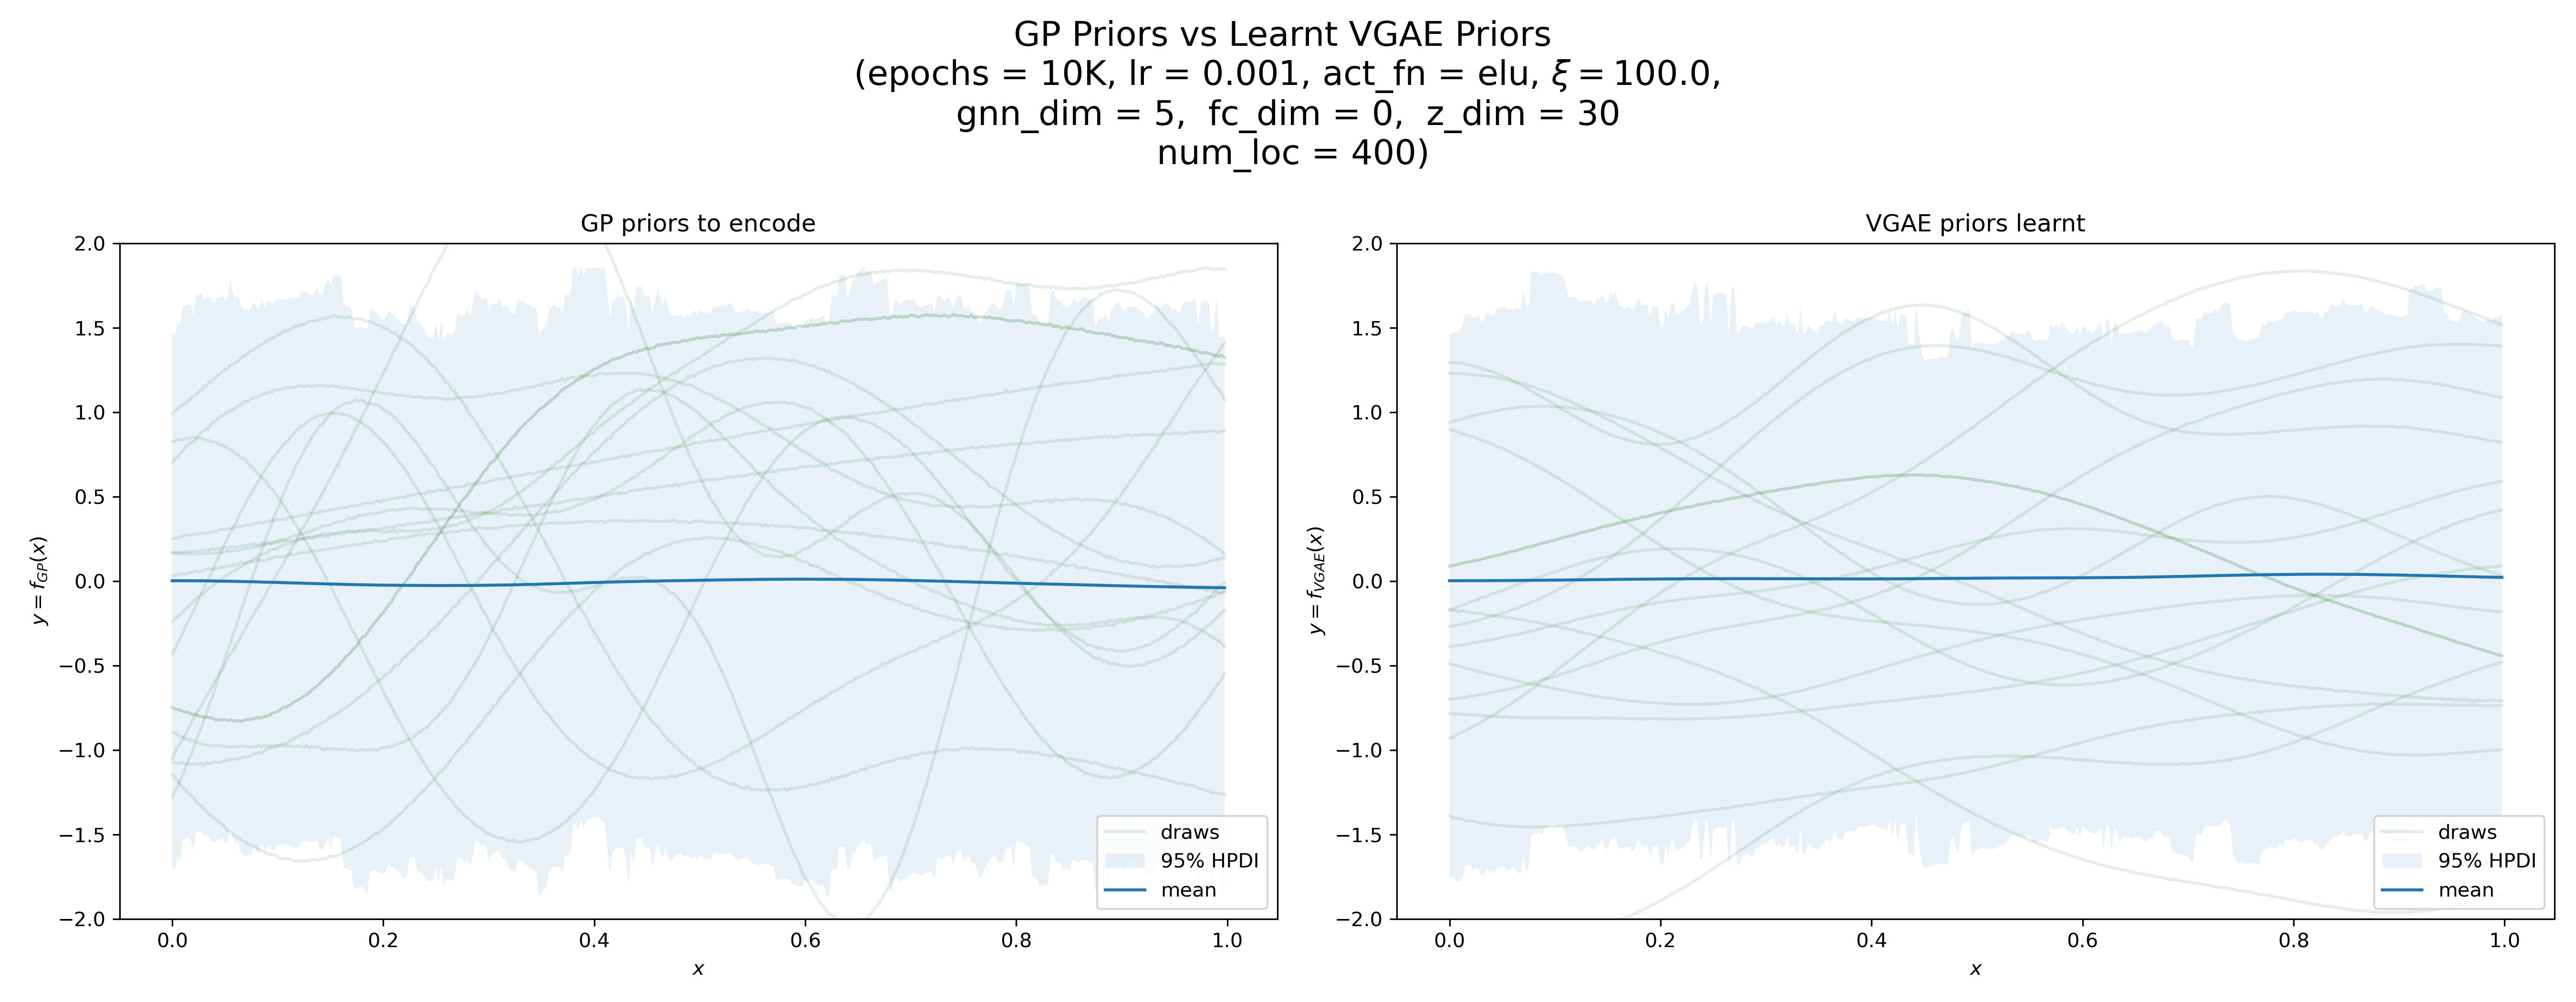 GP Priors vs Learnt VGAE Priors
(epochs = 10K, lr = 0.001, act_fn = elu, ξ = 100.0,
gnn_dim = 5,  fc_dim = 0,  z_dim = 30
num_loc = 400)
GP priors to encode
2.0
1.5
1.0
0.5
0.0
−0.5
−1.0
−1.5
−2.0
y = f_{GP}(x)
0.0 0.2 0.4 0.6 0.8 1.0
x
draws
95% HPDI
mean
VGAE priors learnt
2.0
1.5
1.0
0.5
0.0
−0.5
−1.0
−1.5
−2.0
y = f_{VGAE}(x)
0.0 0.2 0.4 0.6 0.8 1.0
x
draws
95% HPDI
mean